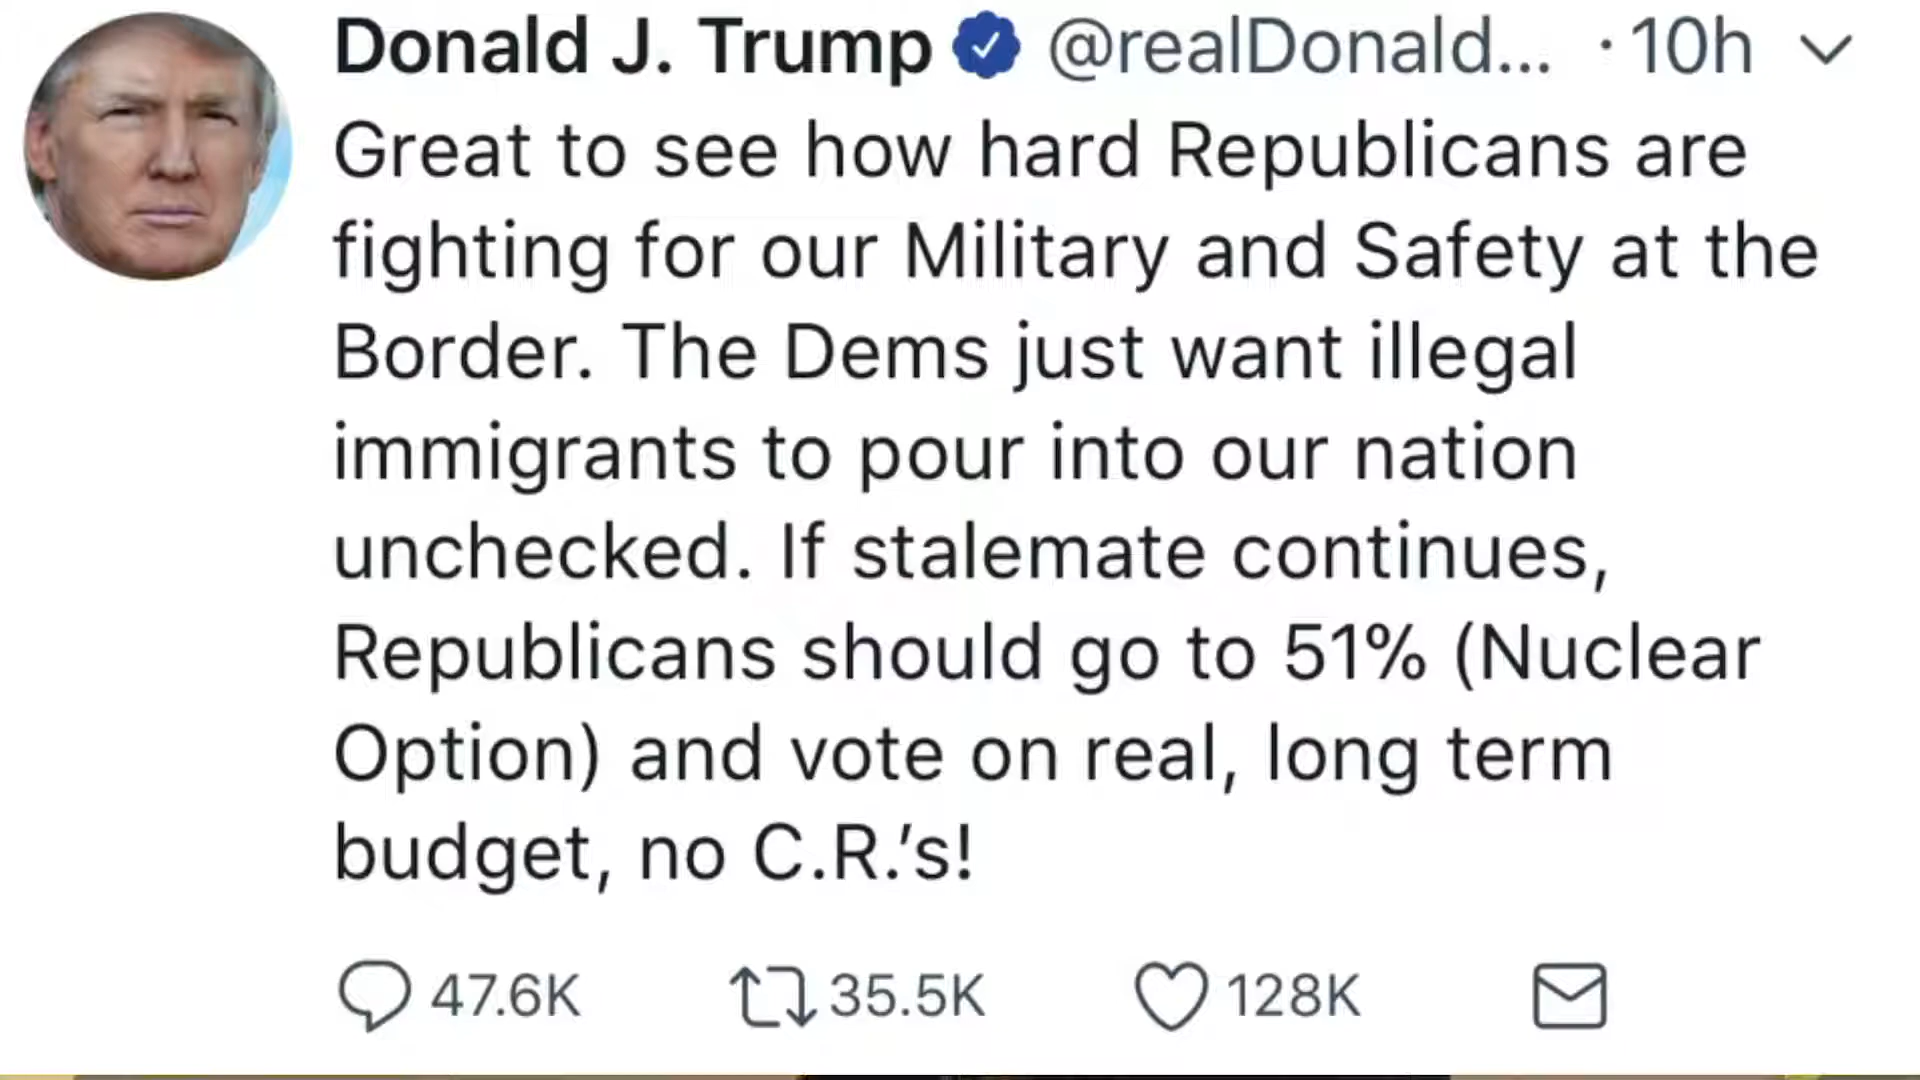 Donald J. Trump @realDonald... · 10h
Great to see how hard Republicans are
fighting for our Military and Safety at the
Border. The Dems just want illegal
immigrants to pour into our nation
unchecked. If stalemate continues,
Republicans should go to 51% (Nuclear
Option) and vote on real, long term
budget, no C.R.’s!
47.6K 35.5K 128K